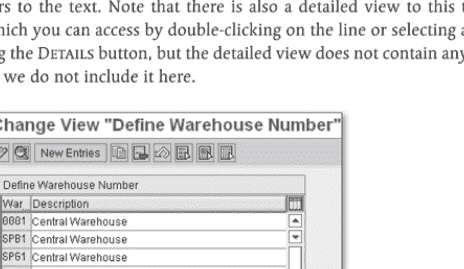 rs to the text. Note that there is also a detailed view to this t
hich you can access by double-clicking on the line or selecting a
g the DETAILS button, but the detailed view does not contain any
we do not include it here.
Change View "Define Warehouse Number"
New Entries
Define Warehouse Number
War Description
0001 Central Warehouse
SPB1 Central Warehouse
SPG1 Central Warehouse